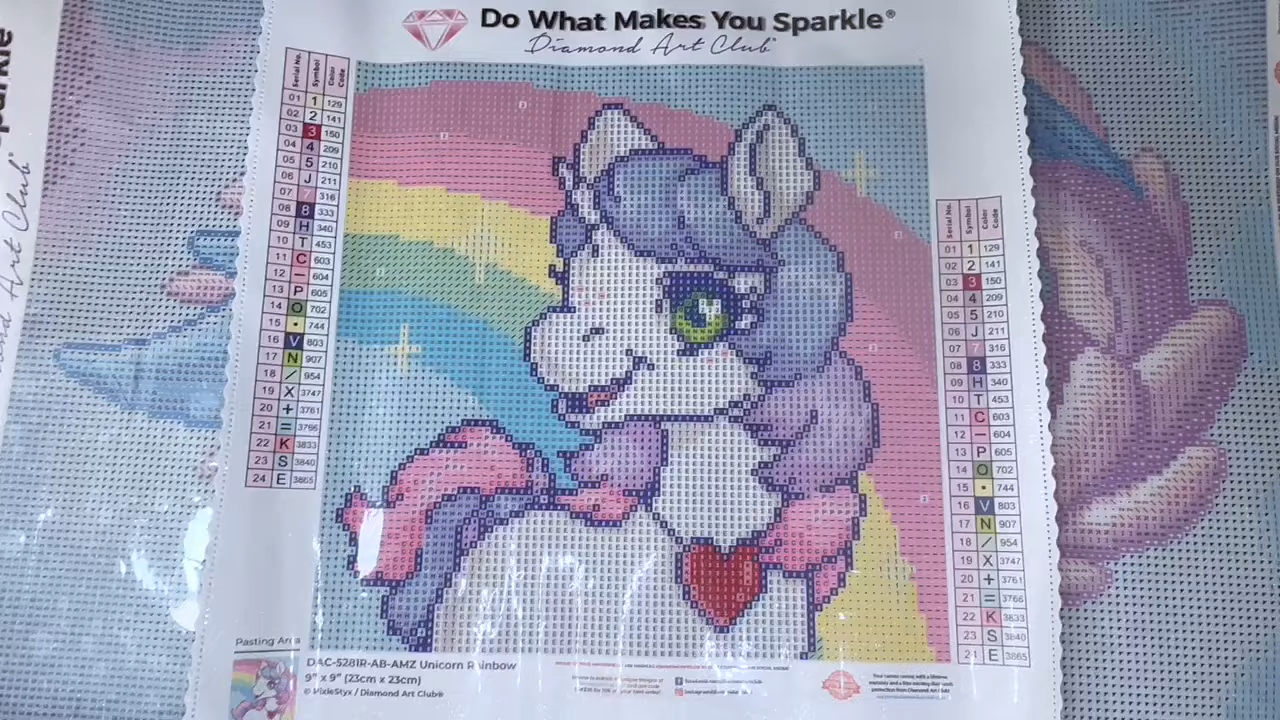 Do What Makes You Sparkle®
Diamond Art Club®
arkle
Art Club®
Serial No. Symbol Color Code
01 1 129
02 2 141
03 3 150
04 4 209
05 5 210
06 J 211
07 7 316
08 8 333
09 H 340
10 T 453
11 C 603
12 – 604
13 P 605
14 O 702
15 • 744
16 V 803
17 N 907
18 / 954
19 X 3747
20 + 3761
21 = 3766
22 K 3833
23 S 3840
24 E 3865
Serial No. Symbol Color Code
01 1 129
02 2 141
03 3 150
04 4 209
05 5 210
06 J 211
07 7 316
08 8 333
09 H 340
10 T 453
11 C 603
12 – 604
13 P 605
14 O 702
15 • 744
16 V 803
17 N 907
18 / 954
19 X 3747
20 + 3761
21 = 3766
22 K 3833
23 S 3840
24 E 3865
Pasting Area
DAC-5281R-AB-AMZ Unicorn Rainbow
9" x 9" (23cm x 23cm)
© VixieStyx / Diamond Art Club®